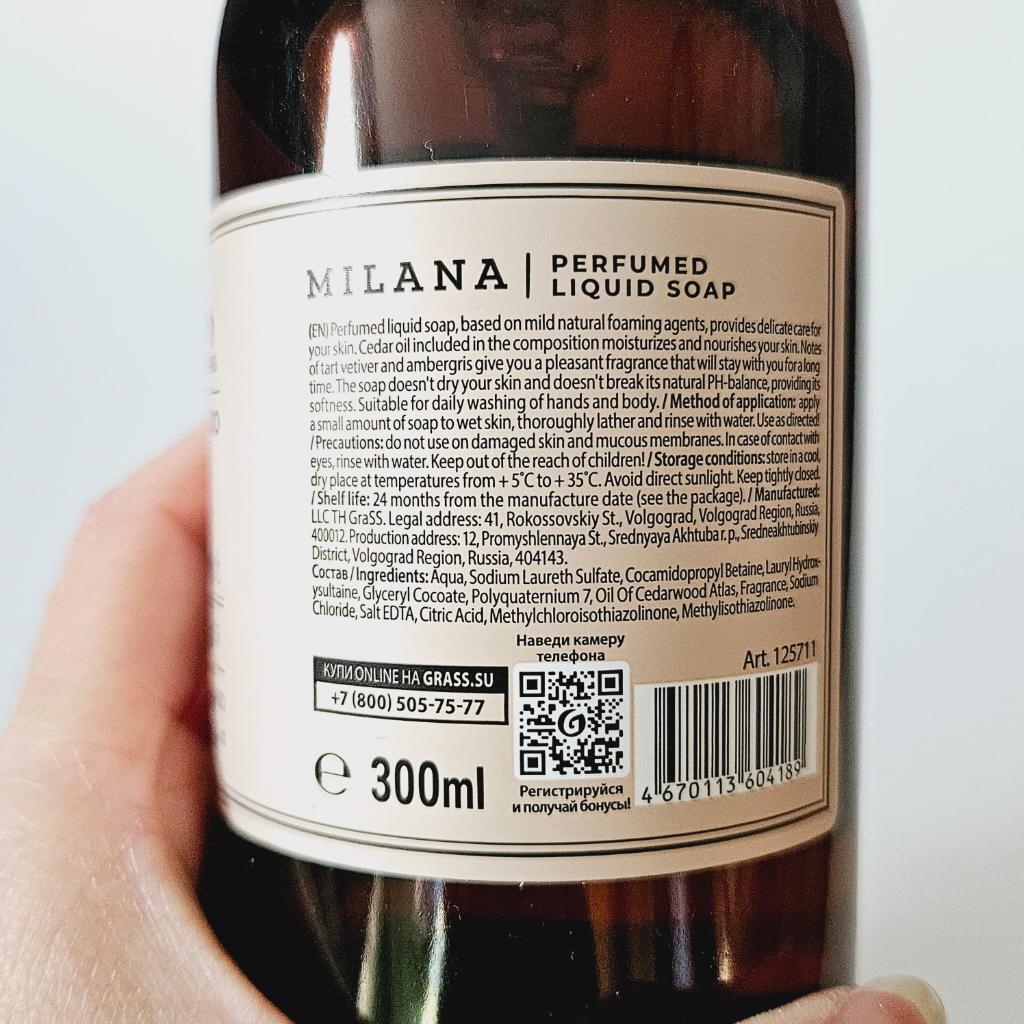 MILANA | PERFUMED LIQUID SOAP
(EN) Perfumed liquid soap, based on mild natural foaming agents, provides delicate care for
your skin. Cedar oil included in the composition moisturizes and nourishes your skin. Notes
of tart vetiver and ambergris give you a pleasant fragrance that will stay with you for a long
time. The soap doesn't dry your skin and doesn't break its natural PH-balance, providing its
softness. Suitable for daily washing of hands and body. / Method of application: apply
a small amount of soap to wet skin, thoroughly lather and rinse with water. Use as directed!
/ Precautions: do not use on damaged skin and mucous membranes. In case of contact with
eyes, rinse with water. Keep out of the reach of children! / Storage conditions: store in a cool,
dry place at temperatures from + 5˚C to + 35˚C. Avoid direct sunlight. Keep tightly closed.
/ Shelf life: 24 months from the manufacture date (see the package). / Manufactured:
LLC TH GraSS. Legal address: 41, Rokossovskiy St., Volgograd, Volgograd Region, Russia,
400012. Production address: 12, Promyshlennaya St., Srednyaya Akhtuba r. p., Sredneakhtubinskiy
District, Volgograd Region, Russia, 404143.
Состав / Ingredients: Aqua, Sodium Laureth Sulfate, Cocamidopropyl Betaine, Lauryl Hydrox-
ysultaine, Glyceryl Cocoate, Polyquaternium 7, Oil Of Cedarwood Atlas, Fragrance, Sodium
Chloride, Salt EDTA, Citric Acid, Methylchloroisothiazolinone, Methylisothiazolinone.
Наведи камеру
телефона
Art. 125711
КУПИ ONLINE НА GRASS.SU
+7 (800) 505-75-77
G
℮ 300ml
Регистрируйся
и получай бонусы!
4 670113 604189